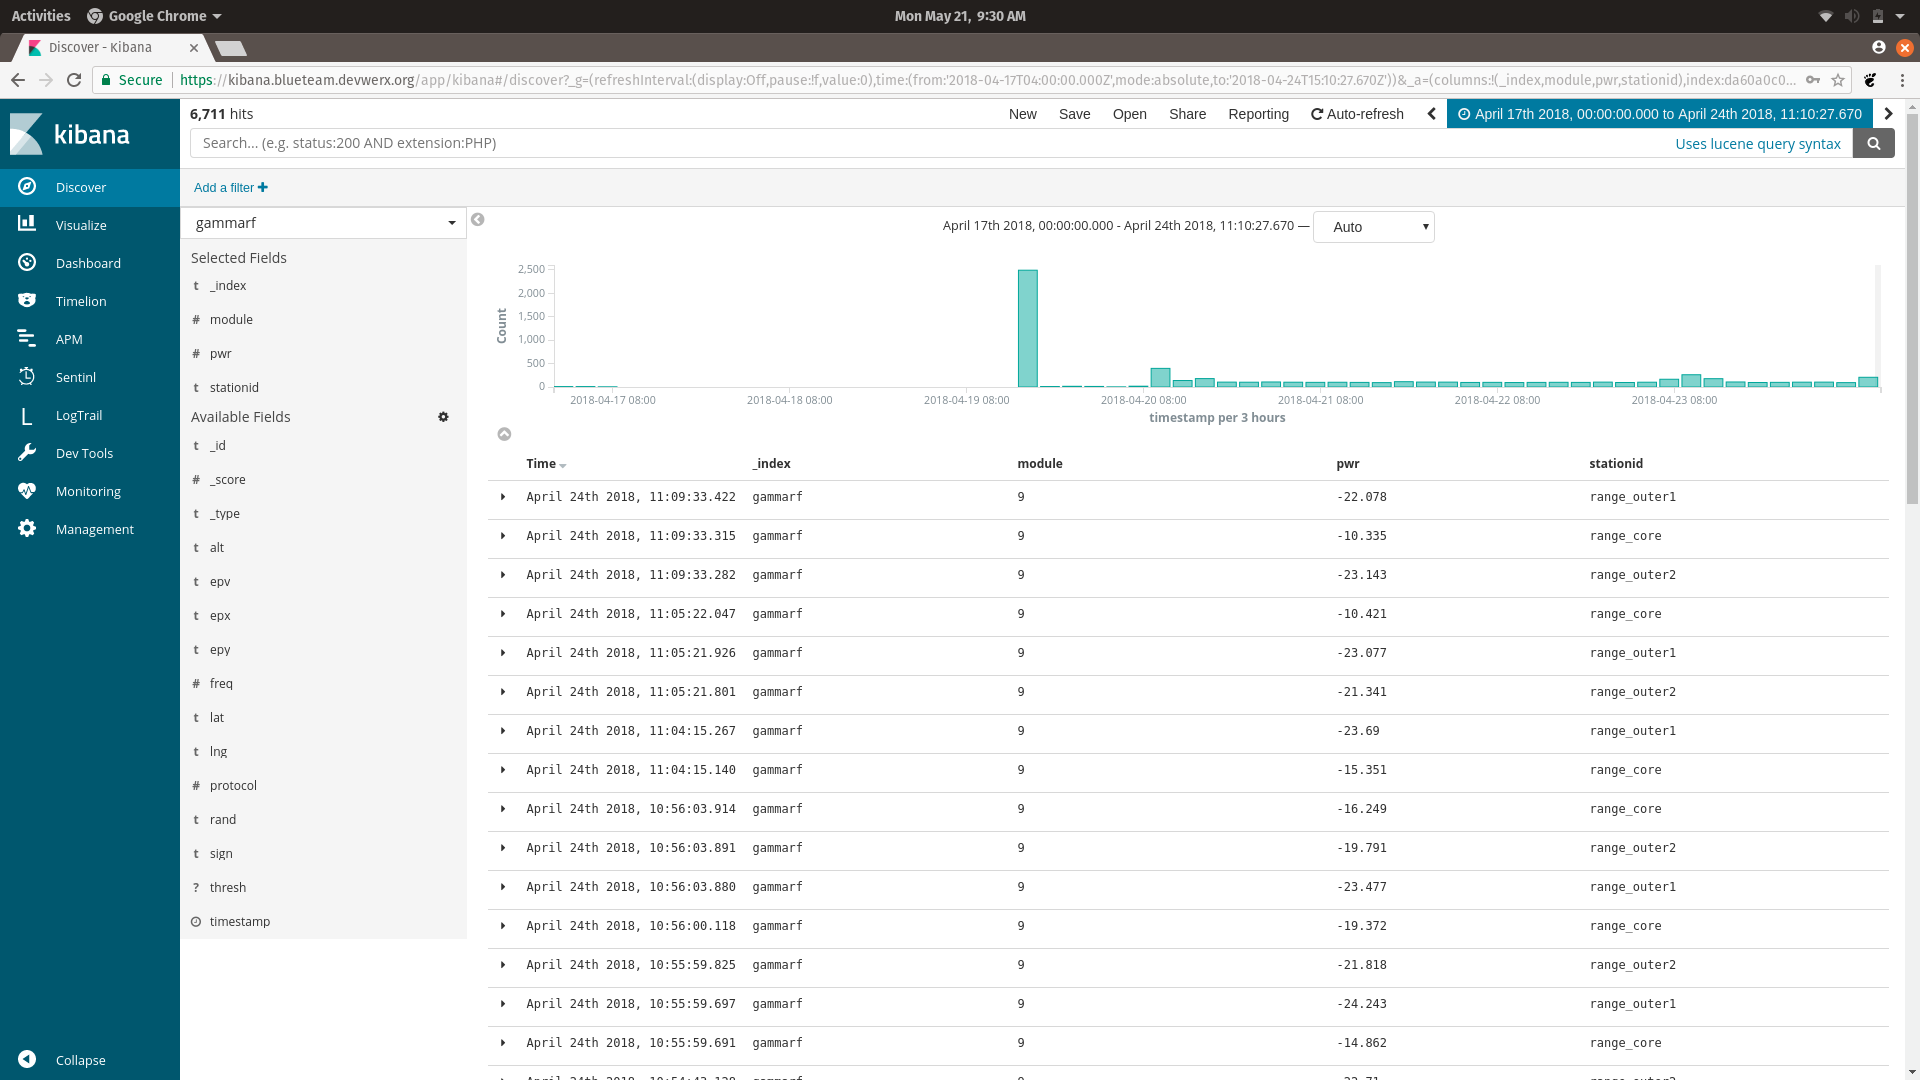 Activities Google Chrome Mon May 21, 9:30 AM
Discover - Kibana
Secure https://kibana.blueteam.devwerx.org/app/kibana#/discover?_g=(refreshInterval:(display:Off,pause:!f,value:0),time:(from:'2018-04-17T04:00:00.000Z',mode:absolute,to:'2018-04-24T15:10:27.670Z'))&_a=(columns:!(_index,module,pwr,stationid),index:da60a0c0...
kibana
Discover
Visualize
Dashboard
Timelion
APM
Sentinl
LogTrail
Dev Tools
Monitoring
Management
Collapse
6,711 hits
New Save Open Share Reporting Auto-refresh April 17th 2018, 00:00:00.000 to April 24th 2018, 11:10:27.670
Search... (e.g. status:200 AND extension:PHP) Uses lucene query syntax
Add a filter
gammarf
Selected Fields
t _index
# module
# pwr
t stationid
Available Fields
t _id
# _score
t _type
t alt
t epv
t epx
t epy
# freq
t lat
t lng
# protocol
t rand
t sign
? thresh
timestamp
April 17th 2018, 00:00:00.000 - April 24th 2018, 11:10:27.670 — Auto
Count
2,500
2,000
1,500
1,000
500
0
2018-04-17 08:00 2018-04-18 08:00 2018-04-19 08:00 2018-04-20 08:00 2018-04-21 08:00 2018-04-22 08:00 2018-04-23 08:00
timestamp per 3 hours
Time _index module pwr stationid
April 24th 2018, 11:09:33.422 gammarf 9 -22.078 range_outer1
April 24th 2018, 11:09:33.315 gammarf 9 -10.335 range_core
April 24th 2018, 11:09:33.282 gammarf 9 -23.143 range_outer2
April 24th 2018, 11:05:22.047 gammarf 9 -10.421 range_core
April 24th 2018, 11:05:21.926 gammarf 9 -23.077 range_outer1
April 24th 2018, 11:05:21.801 gammarf 9 -21.341 range_outer2
April 24th 2018, 11:04:15.267 gammarf 9 -23.69 range_outer1
April 24th 2018, 11:04:15.140 gammarf 9 -15.351 range_core
April 24th 2018, 10:56:03.914 gammarf 9 -16.249 range_core
April 24th 2018, 10:56:03.891 gammarf 9 -19.791 range_outer2
April 24th 2018, 10:56:03.880 gammarf 9 -23.477 range_outer1
April 24th 2018, 10:56:00.118 gammarf 9 -19.372 range_core
April 24th 2018, 10:55:59.825 gammarf 9 -21.818 range_outer2
April 24th 2018, 10:55:59.697 gammarf 9 -24.243 range_outer1
April 24th 2018, 10:55:59.691 gammarf 9 -14.862 range_core